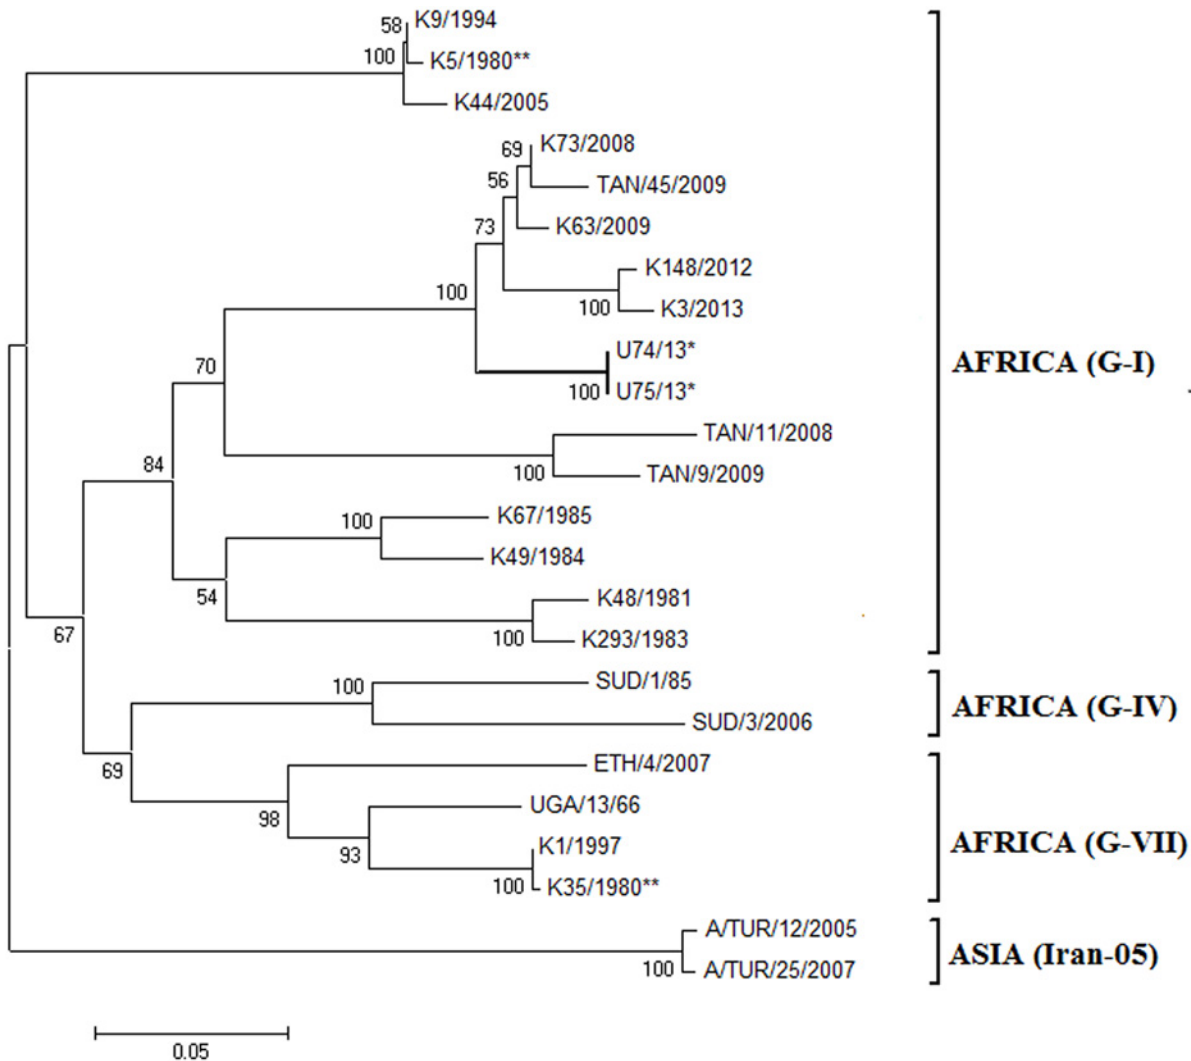 58
K9/1994
100
K5/1980**
K44/2005
69
K73/2008
56
TAN/45/2009
73
K63/2009
K148/2012
100
100
K3/2013
U74/13*
AFRICA (G-I)
70
100
U75/13*
TAN/11/2008
84
100
TAN/9/2009
100
K67/1985
K49/1984
54
K48/1981
67
100
K293/1983
100
SUD/1/85
AFRICA (G-IV)
SUD/3/2006
69
ETH/4/2007
98
UGA/13/66
93
K1/1997
AFRICA (G-VII)
100
K35/1980**
A/TUR/12/2005
ASIA (Iran-05)
100
A/TUR/25/2007
0.05